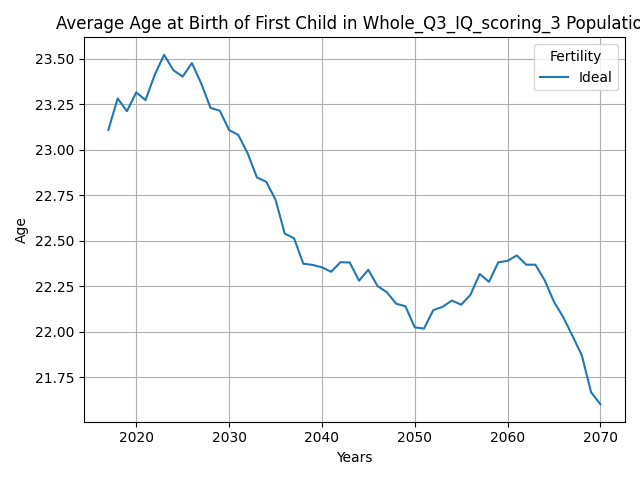 Average Age at Birth of First Child in Whole_Q3_IQ_scoring_3 Populatio
Fertility
Ideal
23.50
23.25
23.00
22.75
22.50
22.25
22.00
21.75
Age
2020 2030 2040 2050 2060 2070
Years